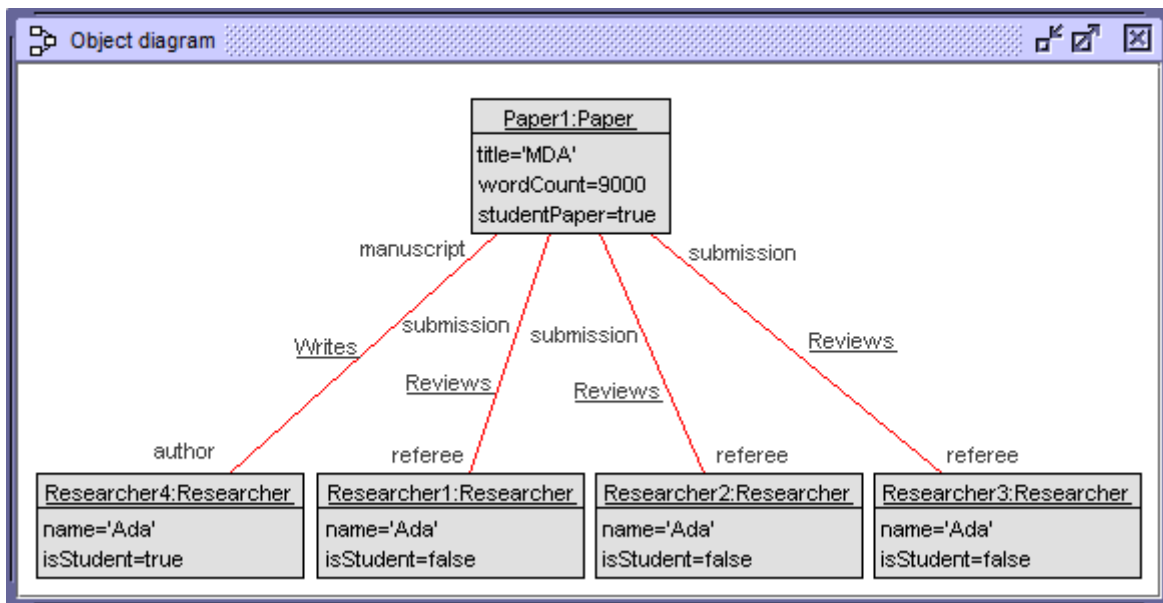 Object diagram
Paper1:Paper
title='MDA'
wordCount=9000
studentPaper=true
manuscript
submission
submission
submission
Writes
Reviews
Reviews
Reviews
author
referee
referee
referee
Researcher4:Researcher
name='Ada'
isStudent=true
Researcher1:Researcher
name='Ada'
isStudent=false
Researcher2:Researcher
name='Ada'
isStudent=false
Researcher3:Researcher
name='Ada'
isStudent=false